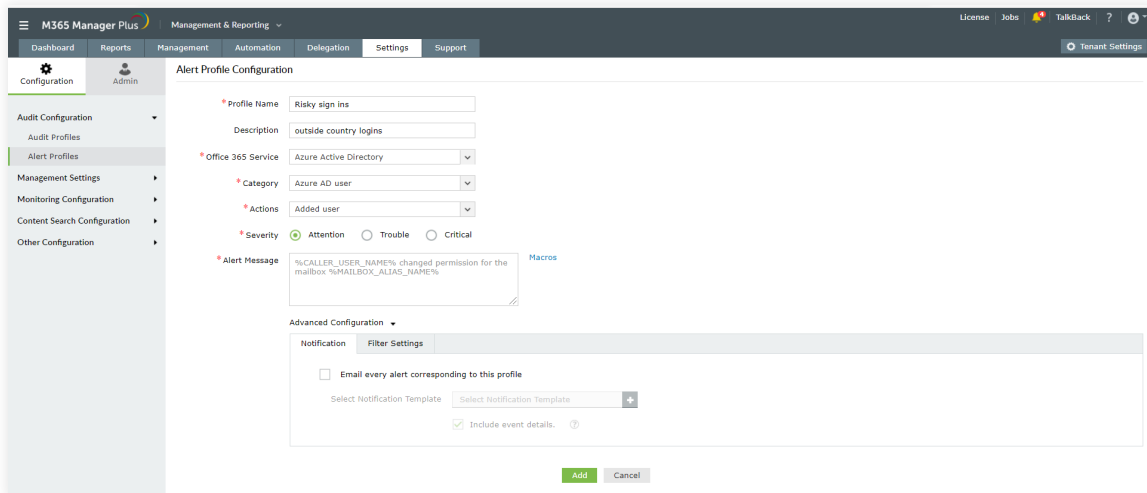 M365 Manager Plus Management & Reporting License Jobs 4 TalkBack ?
Dashboard Reports Management Automation Delegation Settings Support Tenant Settings
Configuration Admin
Alert Profile Configuration
* Profile Name Risky sign ins
Audit Configuration
Description outside country logins
Audit Profiles
Alert Profiles
* Office 365 Service Azure Active Directory
Management Settings
* Category Azure AD user
Monitoring Configuration
* Actions Added user
Content Search Configuration
* Severity Attention Trouble Critical
Other Configuration
* Alert Message %CALLER_USER_NAME% changed permission for the Macros
mailbox %MAILBOX_ALIAS_NAME%
Advanced Configuration
Notification Filter Settings
Email every alert corresponding to this profile
Select Notification Template Select Notification Template +
Include event details. ?
Add Cancel